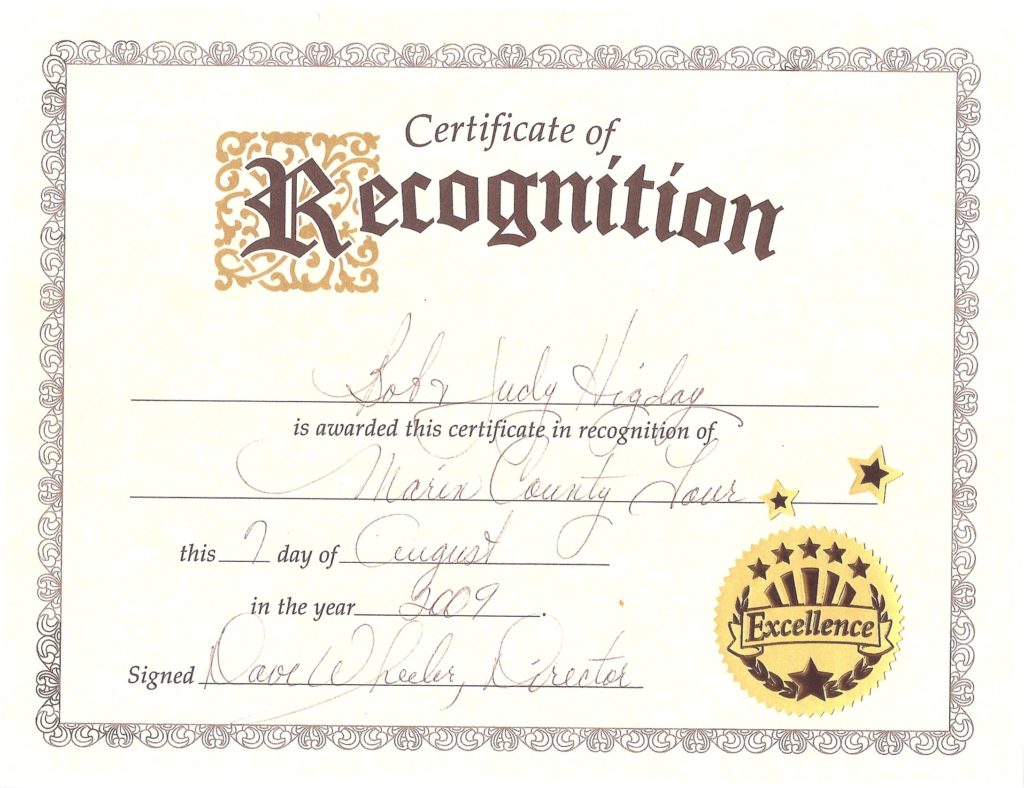 Certificate of
Recognition
Bob & Judy Higday
is awarded this certificate in recognition of
Marin County Tour
this 7 day of August
in the year 2009.
Signed Dave Wheeler, Director
Excellence